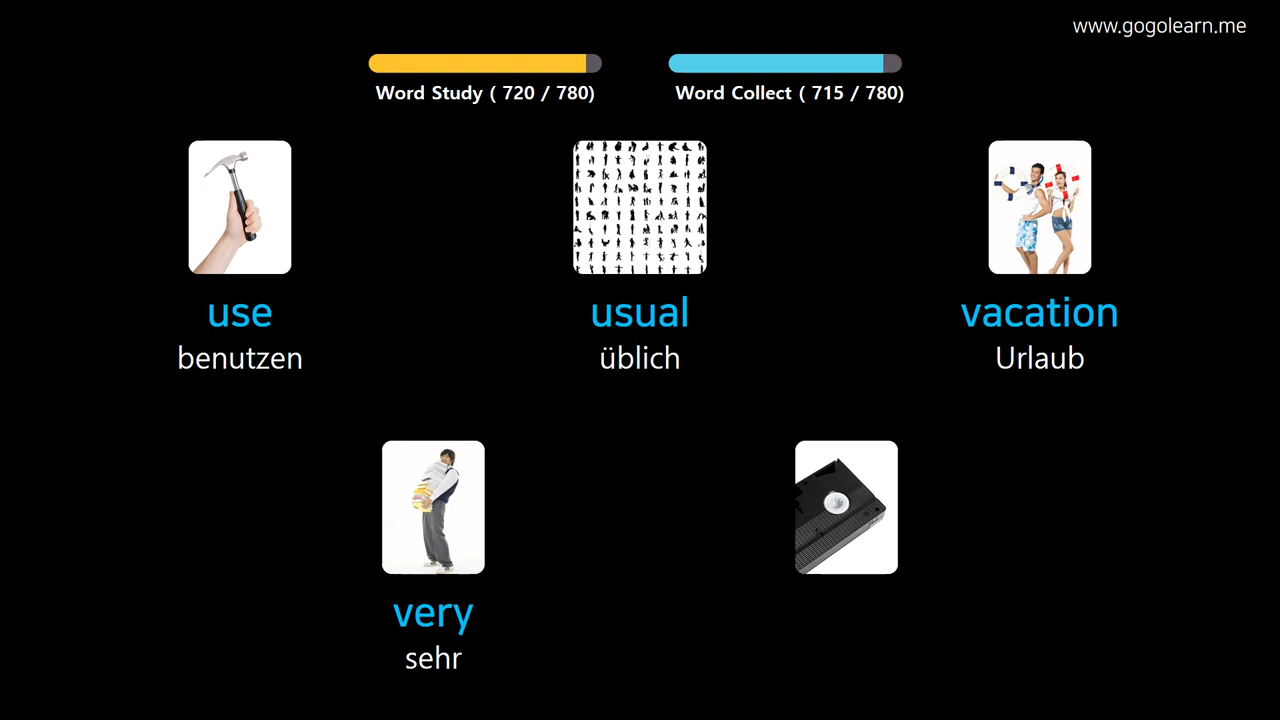 www.gogolearn.me
Word Study ( 720 / 780)
Word Collect ( 715 / 780)
use
benutzen
usual
üblich
vacation
Urlaub
very
sehr